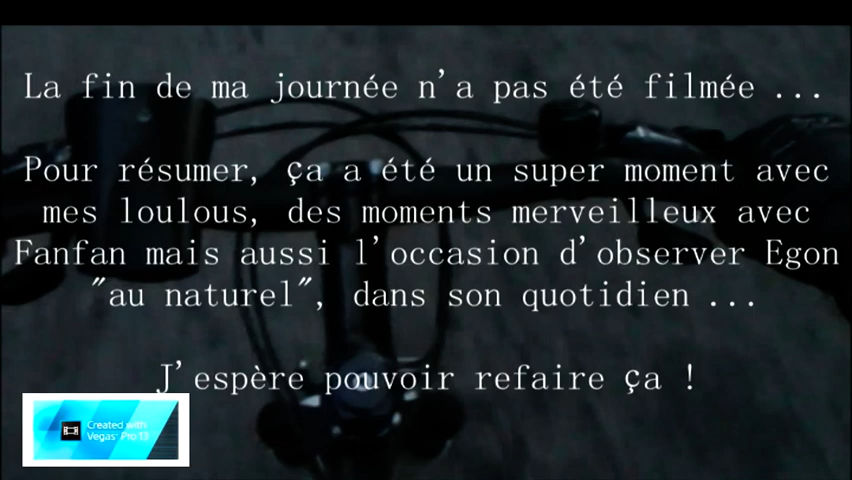 La fin de ma journée n'a pas été filmée ...
Pour résumer, ça a été un super moment avec
mes loulous, des moments merveilleux avec
Fanfan mais aussi l'occasion d'observer Egon
"au naturel", dans son quotidien ...
J'espère pouvoir refaire ça !
Created with
Vegas Pro 13